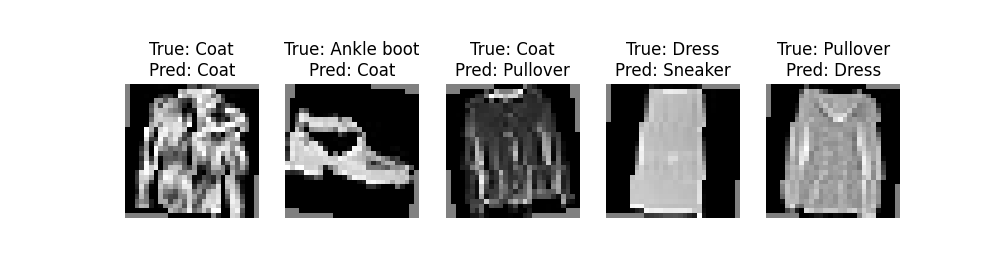 True: Coat
Pred: Coat
True: Ankle boot
Pred: Coat
True: Coat
Pred: Pullover
True: Dress
Pred: Sneaker
True: Pullover
Pred: Dress